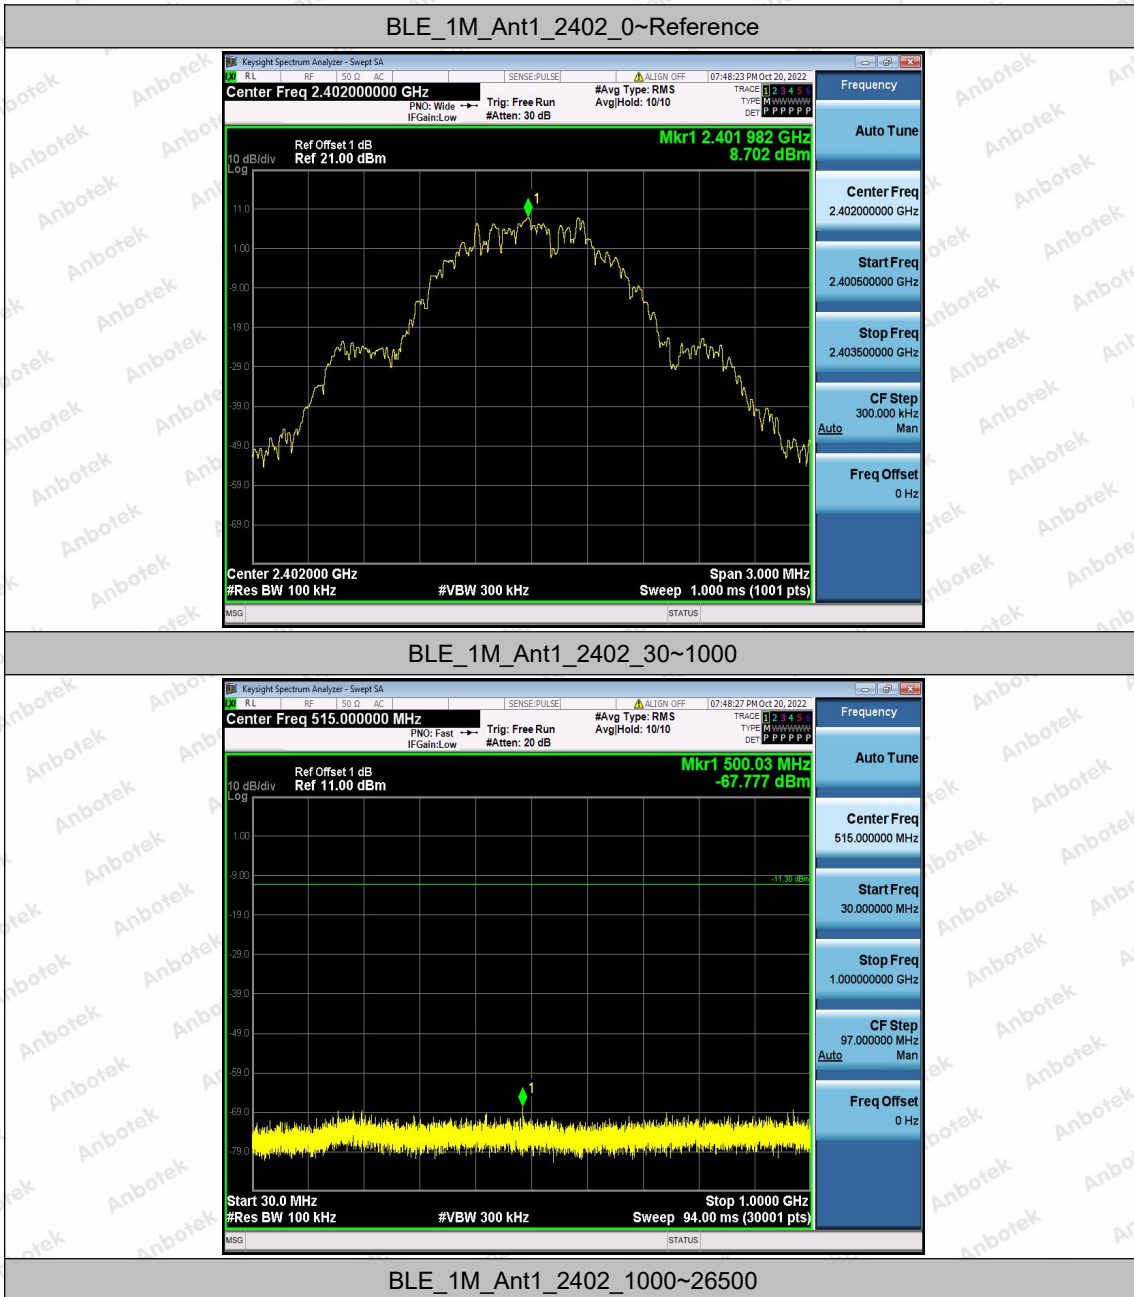 BLE_1M_Ant1_2402_0~Reference
Keysight Spectrum Analyzer - Swept SA
RL RF 50 Ω AC SENSE:PULSE ALIGN OFF 07:48:23 PM Oct 20, 2022
Center Freq 2.402000000 GHz
#Avg Type: RMS
TRACE 1 2 3 4 5 6
PNO: Wide
Trig: Free Run
Avg|Hold: 10/10
TYPE M W W W W W
IFGain:Low
#Atten: 30 dB
DET P P P P P P
Frequency
Mkr1 2.401 982 GHz
8.702 dBm
Ref Offset 1 dB
10 dB/div Ref 21.00 dBm
Log
Auto Tune
1
11.0
1.00
-9.00
-19.0
-29.0
-39.0
-49.0
-59.0
-69.0
Center Freq
2.402000000 GHz
Start Freq
2.400500000 GHz
Stop Freq
2.403500000 GHz
CF Step
300.000 kHz
Auto Man
Freq Offset
0 Hz
Center 2.402000 GHz Span 3.000 MHz
#Res BW 100 kHz #VBW 300 kHz Sweep 1.000 ms (1001 pts)
MSG STATUS
BLE_1M_Ant1_2402_30~1000
Keysight Spectrum Analyzer - Swept SA
RL RF 50 Ω AC SENSE:PULSE ALIGN OFF 07:48:27 PM Oct 20, 2022
Center Freq 515.000000 MHz
#Avg Type: RMS
TRACE 1 2 3 4 5 6
PNO: Fast
Trig: Free Run
Avg|Hold: 10/10
TYPE M W W W W W
IFGain:Low
#Atten: 20 dB
DET P P P P P P
Frequency
Mkr1 500.03 MHz
-67.777 dBm
Ref Offset 1 dB
10 dB/div Ref 11.00 dBm
Log
Auto Tune
1.00
-9.00
-11.30 dBm
-19.0
-29.0
-39.0
-49.0
-59.0
1
-69.0
-79.0
Center Freq
515.000000 MHz
Start Freq
30.000000 MHz
Stop Freq
1.000000000 GHz
CF Step
97.000000 MHz
Auto Man
Freq Offset
0 Hz
Start 30.0 MHz Stop 1.0000 GHz
#Res BW 100 kHz #VBW 300 kHz Sweep 94.00 ms (30001 pts)
MSG STATUS
BLE_1M_Ant1_2402_1000~26500
Anbotek